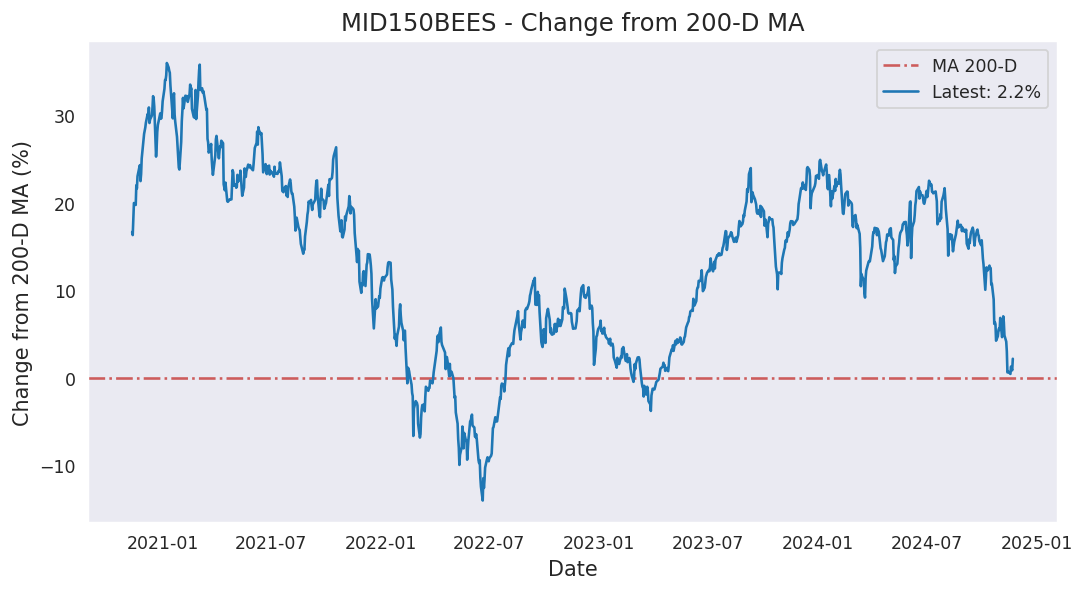 MID150BEES - Change from 200-D MA
MA 200-D
Latest: 2.2%
Change from 200-D MA (%)
30
20
10
0
−10
2021-01 2021-07 2022-01 2022-07 2023-01 2023-07 2024-01 2024-07 2025-01
Date